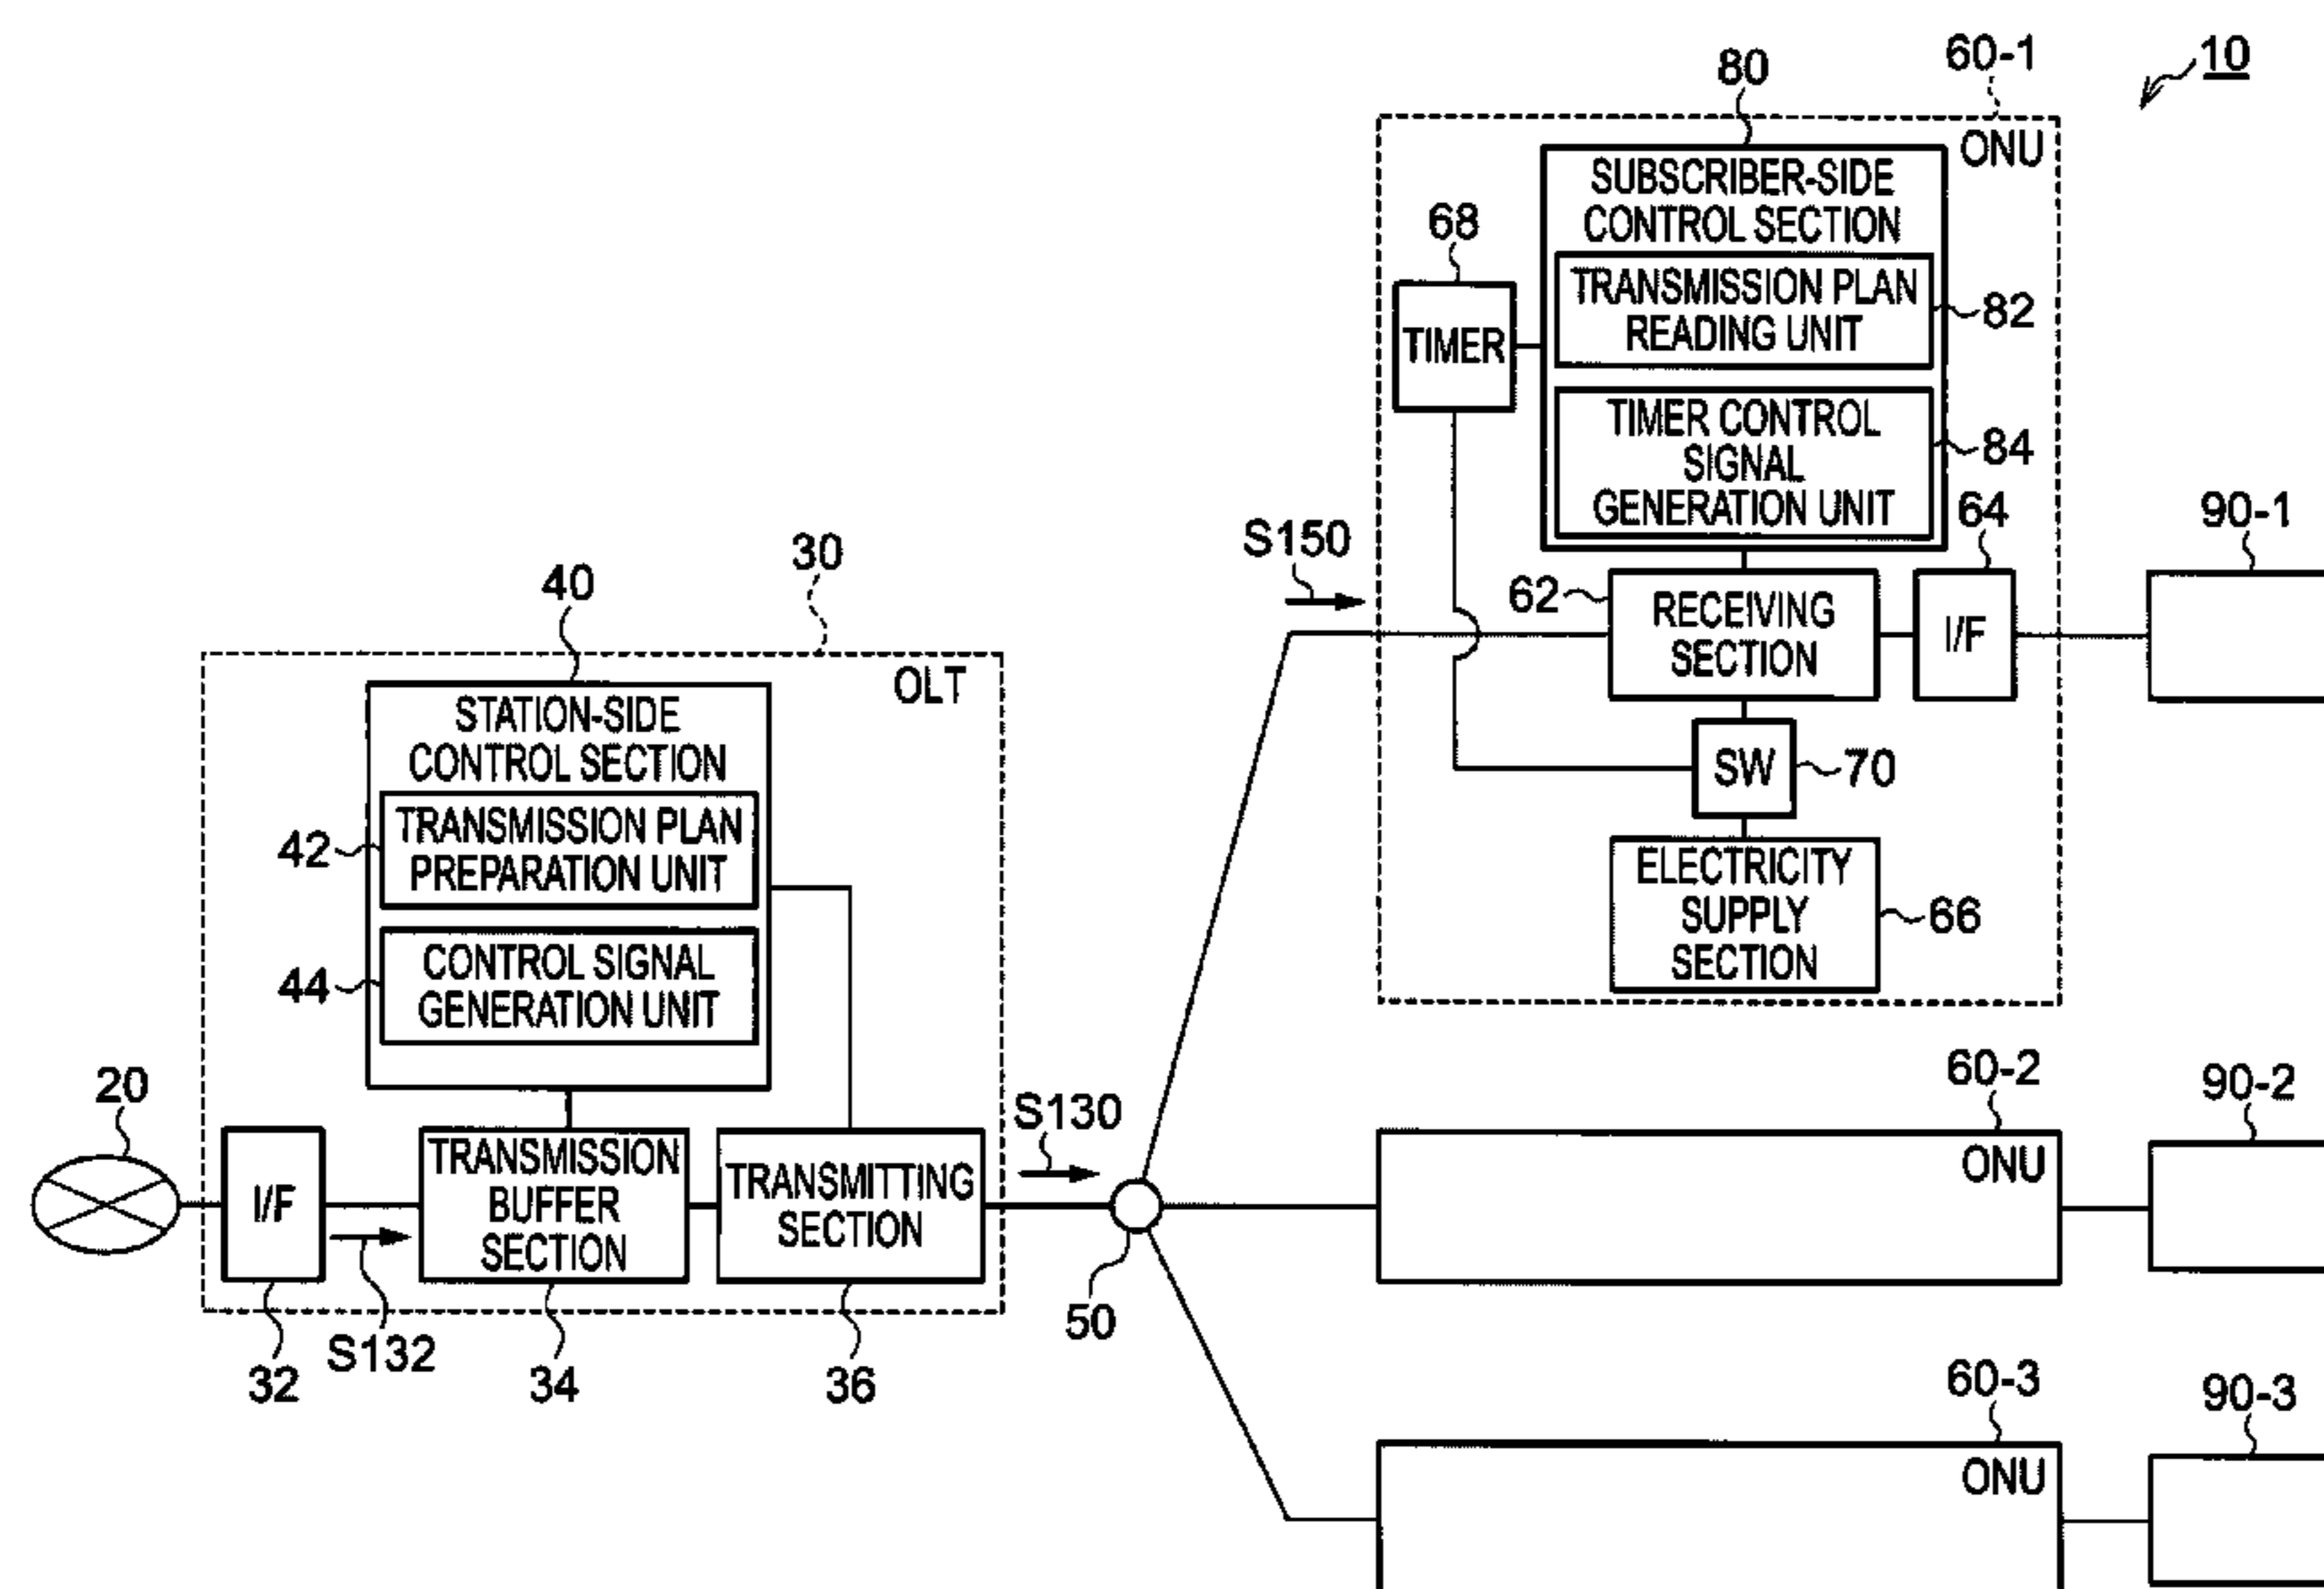 10
60-1
80
ONU
SUBSCRIBER-SIDE
CONTROL SECTION
68
TRANSMISSION PLAN
READING UNIT
82
TIMER
TIMER CONTROL
SIGNAL
GENERATION UNIT
84
64
90-1
S150
62
RECEIVING
SECTION
I/F
SW
70
ELECTRICITY
SUPPLY
SECTION
66
30
40
OLT
STATION-SIDE
CONTROL SECTION
42
TRANSMISSION PLAN
PREPARATION UNIT
44
CONTROL SIGNAL
GENERATION UNIT
20
I/F
TRANSMISSION
BUFFER
SECTION
TRANSMITTING
SECTION
S130
50
32
S132
34
36
60-2
ONU
90-2
60-3
ONU
90-3